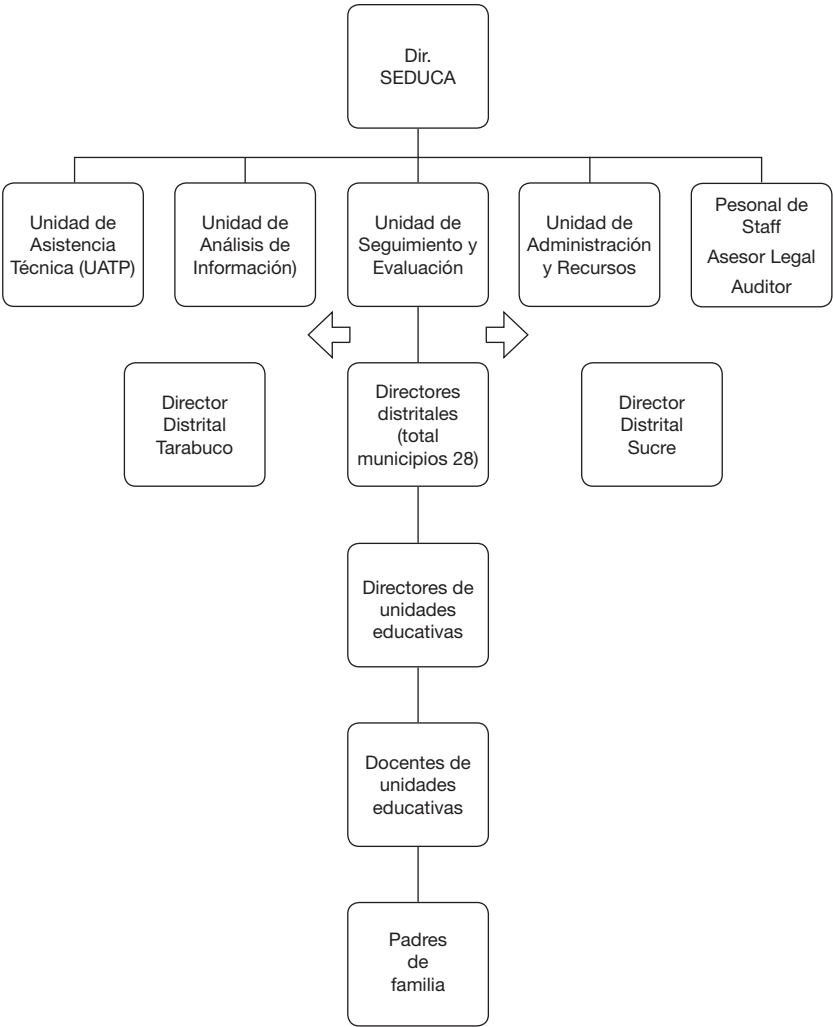 Dir.
SEDUCA
Unidad de
Asistencia
Técnica (UATP)
Unidad de
Análisis de
Información)
Unidad de
Seguimiento y
Evaluación
Unidad de
Administración
y Recursos
Pesonal de
Staff
Asesor Legal
Auditor
Director
Distrital
Tarabuco
Directores
distritales
(total
municipios 28)
Director
Distrital
Sucre
Directores de
unidades
educativas
Docentes de
unidades
educativas
Padres
de
familia